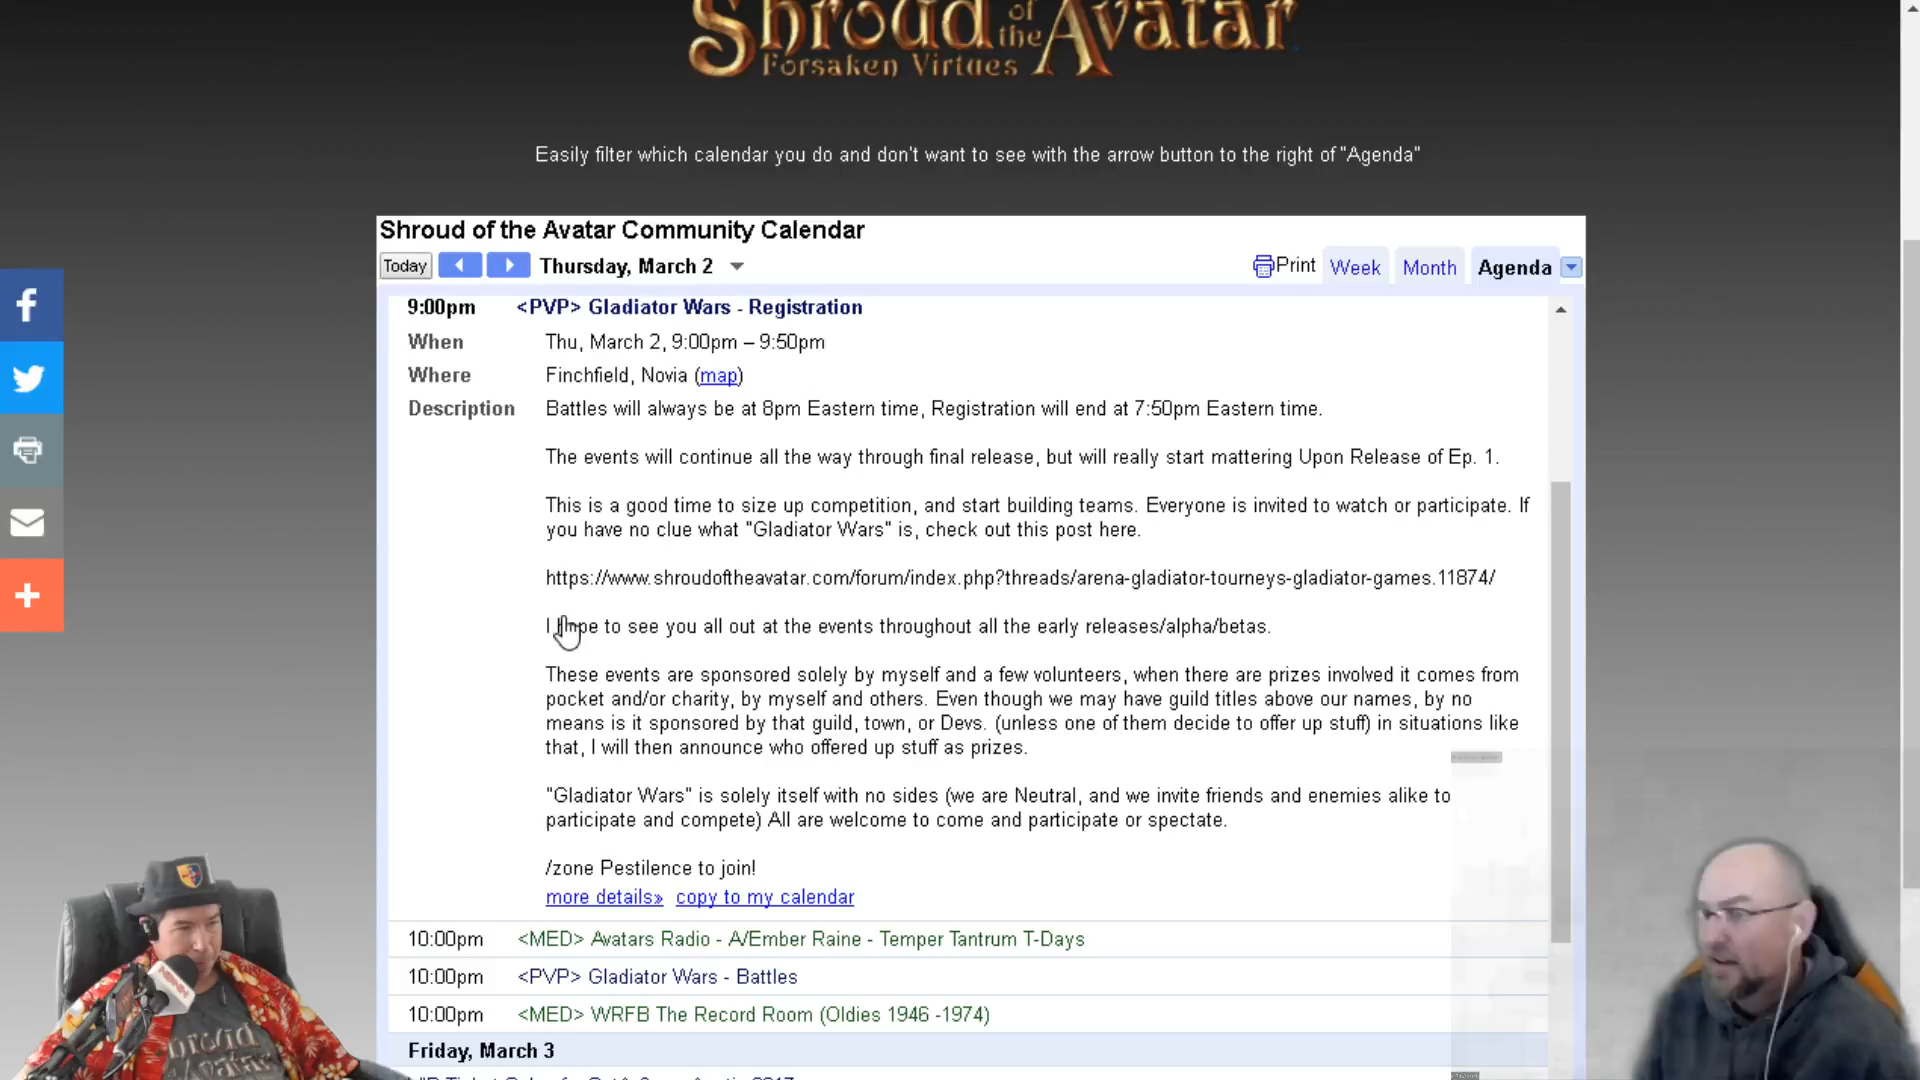 Shroud of the Avatar
Forsaken Virtues
Easily filter which calendar you do and don't want to see with the arrow button to the right of "Agenda"
Shroud of the Avatar Community Calendar
Today Thursday, March 2 Print Week Month Agenda
9:00pm <PVP> Gladiator Wars - Registration
When Thu, March 2, 9:00pm – 9:50pm
Where Finchfield, Novia (map)
Description Battles will always be at 8pm Eastern time, Registration will end at 7:50pm Eastern time.
The events will continue all the way through final release, but will really start mattering Upon Release of Ep. 1.
This is a good time to size up competition, and start building teams. Everyone is invited to watch or participate. If
you have no clue what "Gladiator Wars" is, check out this post here.
https://www.shroudoftheavatar.com/forum/index.php?threads/arena-gladiator-tourneys-gladiator-games.11874/
I hope to see you all out at the events throughout all the early releases/alpha/betas.
These events are sponsored solely by myself and a few volunteers, when there are prizes involved it comes from
pocket and/or charity, by myself and others. Even though we may have guild titles above our names, by no
means is it sponsored by that guild, town, or Devs. (unless one of them decide to offer up stuff) in situations like
that, I will then announce who offered up stuff as prizes.
"Gladiator Wars" is solely itself with no sides (we are Neutral, and we invite friends and enemies alike to
participate and compete) All are welcome to come and participate or spectate.
/zone Pestilence to join!
more details» copy to my calendar
10:00pm <MED> Avatars Radio - A/Ember Raine - Temper Tantrum T-Days
10:00pm <PVP> Gladiator Wars - Battles
10:00pm <MED> WRFB The Record Room (Oldies 1946 -1974)
Friday, March 3
Shroud